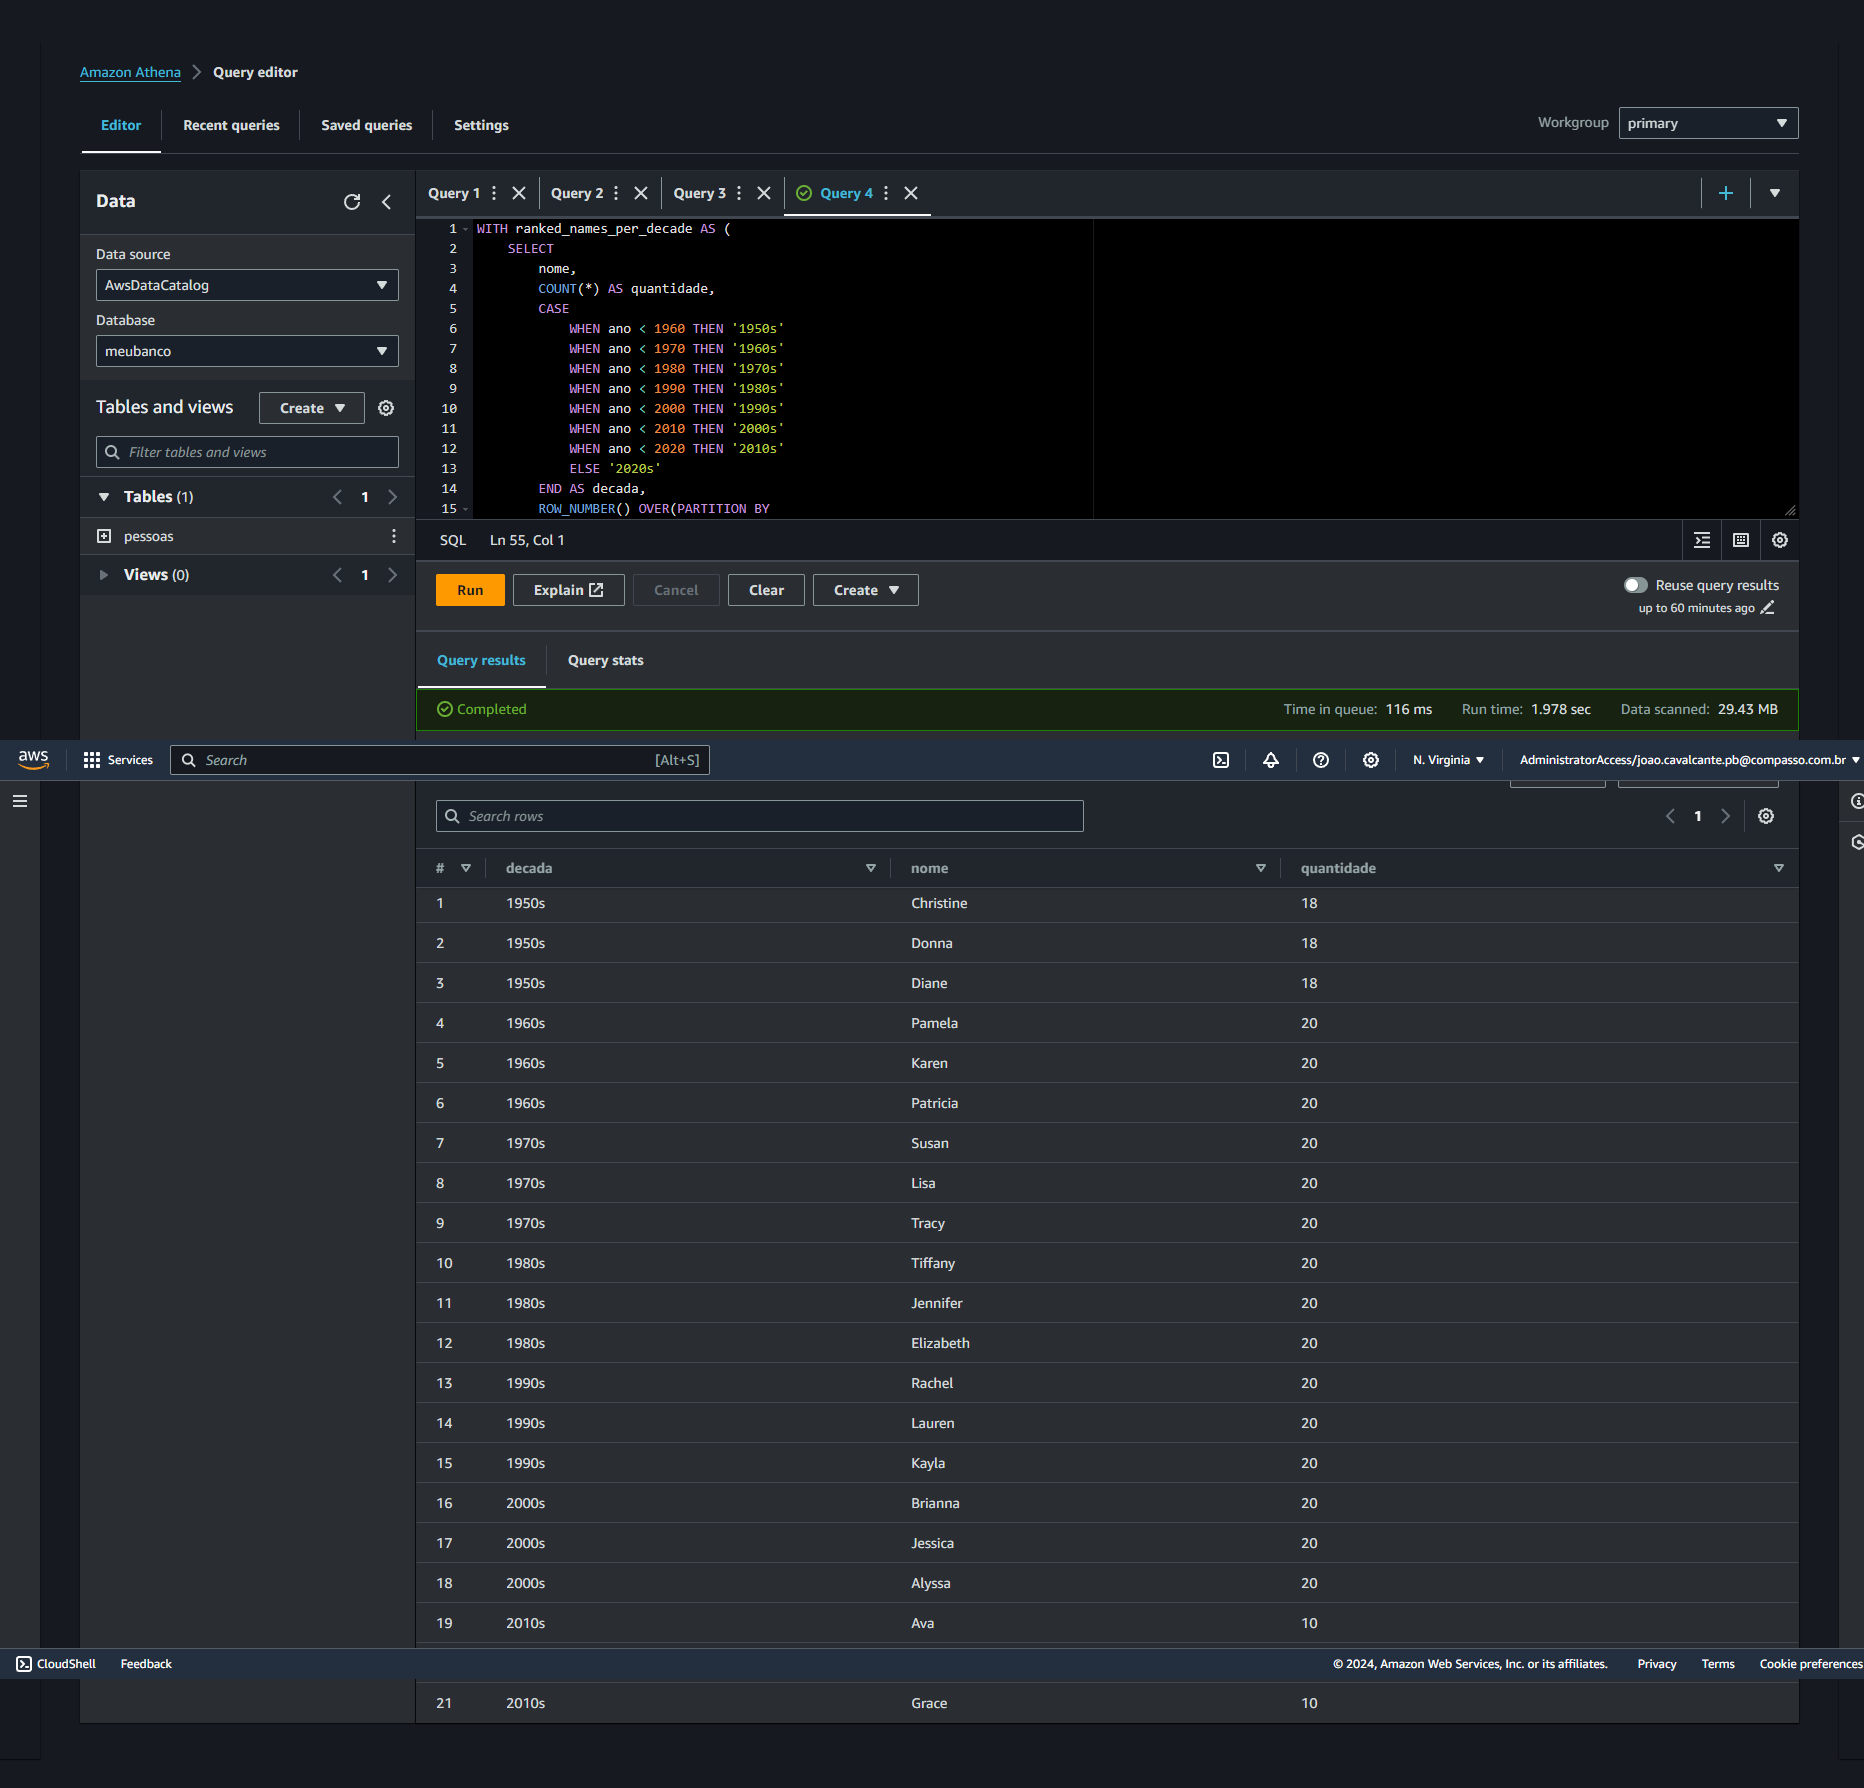 Amazon Athena > Query editor
Editor Recent queries Saved queries Settings
Workgroup primary
Data
Data source
AwsDataCatalog
Database
meubanco
Tables and views Create
Filter tables and views
Tables (1) 1
pessoas
Views (0) 1
Query 1 Query 2 Query 3 Query 4
1 WITH ranked_names_per_decade AS (
2 SELECT
3 nome,
4 COUNT(*) AS quantidade,
5 CASE
6 WHEN ano < 1960 THEN '1950s'
7 WHEN ano < 1970 THEN '1960s'
8 WHEN ano < 1980 THEN '1970s'
9 WHEN ano < 1990 THEN '1980s'
10 WHEN ano < 2000 THEN '1990s'
11 WHEN ano < 2010 THEN '2000s'
12 WHEN ano < 2020 THEN '2010s'
13 ELSE '2020s'
14 END AS decada,
15 ROW_NUMBER() OVER(PARTITION BY
SQL Ln 55, Col 1
Run Explain Cancel Clear Create
Reuse query results
up to 60 minutes ago
Query results Query stats
Completed Time in queue: 116 ms Run time: 1.978 sec Data scanned: 29.43 MB
aws Services Search [Alt+S] N. Virginia AdministratorAccess/joao.cavalcante.pb@compasso.com.br
Search rows 1
# decada nome quantidade
1 1950s Christine 18
2 1950s Donna 18
3 1950s Diane 18
4 1960s Pamela 20
5 1960s Karen 20
6 1960s Patricia 20
7 1970s Susan 20
8 1970s Lisa 20
9 1970s Tracy 20
10 1980s Tiffany 20
11 1980s Jennifer 20
12 1980s Elizabeth 20
13 1990s Rachel 20
14 1990s Lauren 20
15 1990s Kayla 20
16 2000s Brianna 20
17 2000s Jessica 20
18 2000s Alyssa 20
19 2010s Ava 10
CloudShell Feedback © 2024, Amazon Web Services, Inc. or its affiliates. Privacy Terms Cookie preferences
21 2010s Grace 10